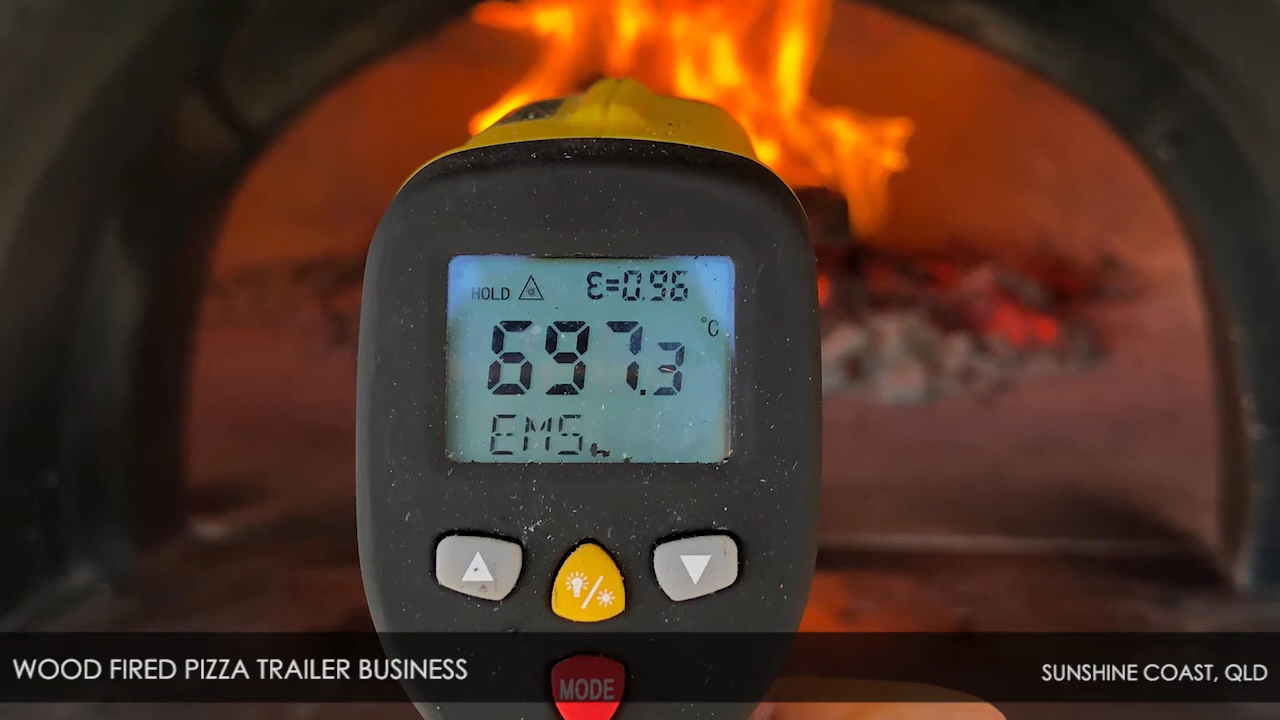 HOLD ε=0.96
°C
697.3
EMS
MODE
WOOD FIRED PIZZA TRAILER BUSINESS
SUNSHINE COAST, QLD